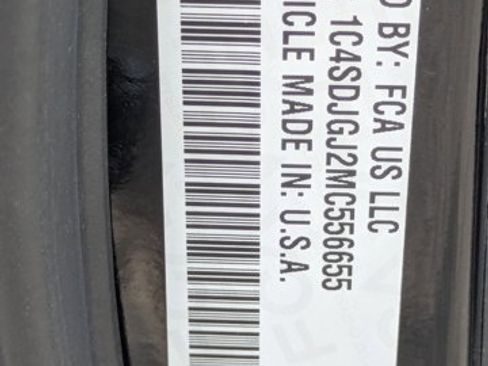 D BY: FCA US LLC
1C4SDJGJ2MC556655
ICLE MADE IN: U.S.A.